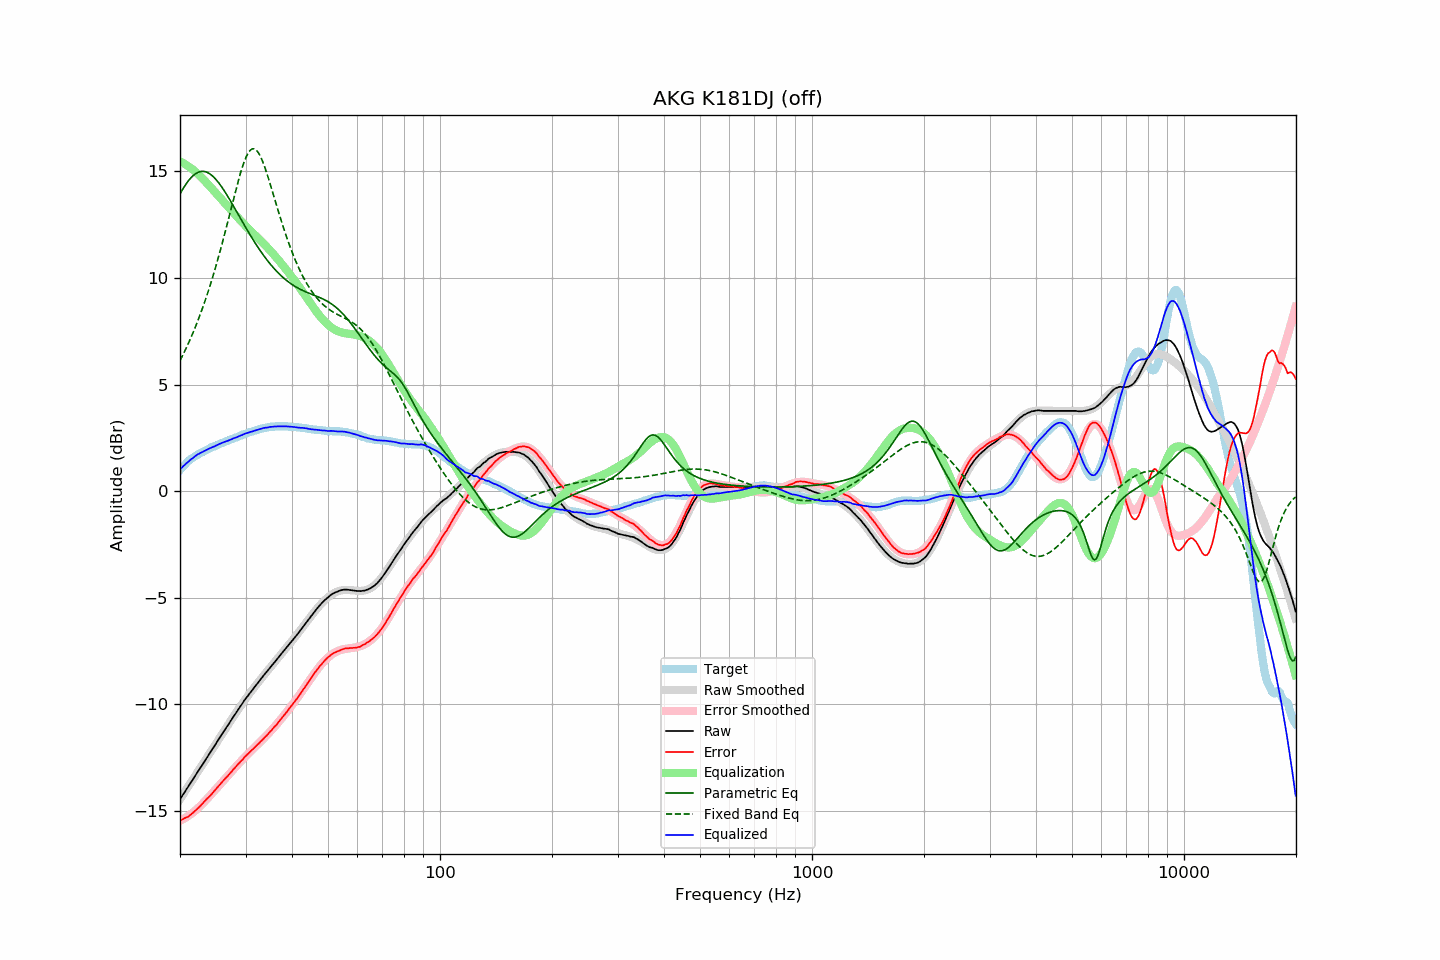 AKG K181DJ (off)
Amplitude (dBr)
15
10
5
0
−5
−10
−15
100
1000
10000
Frequency (Hz)
Target
Raw Smoothed
Error Smoothed
Raw
Error
Equalization
Parametric Eq
Fixed Band Eq
Equalized